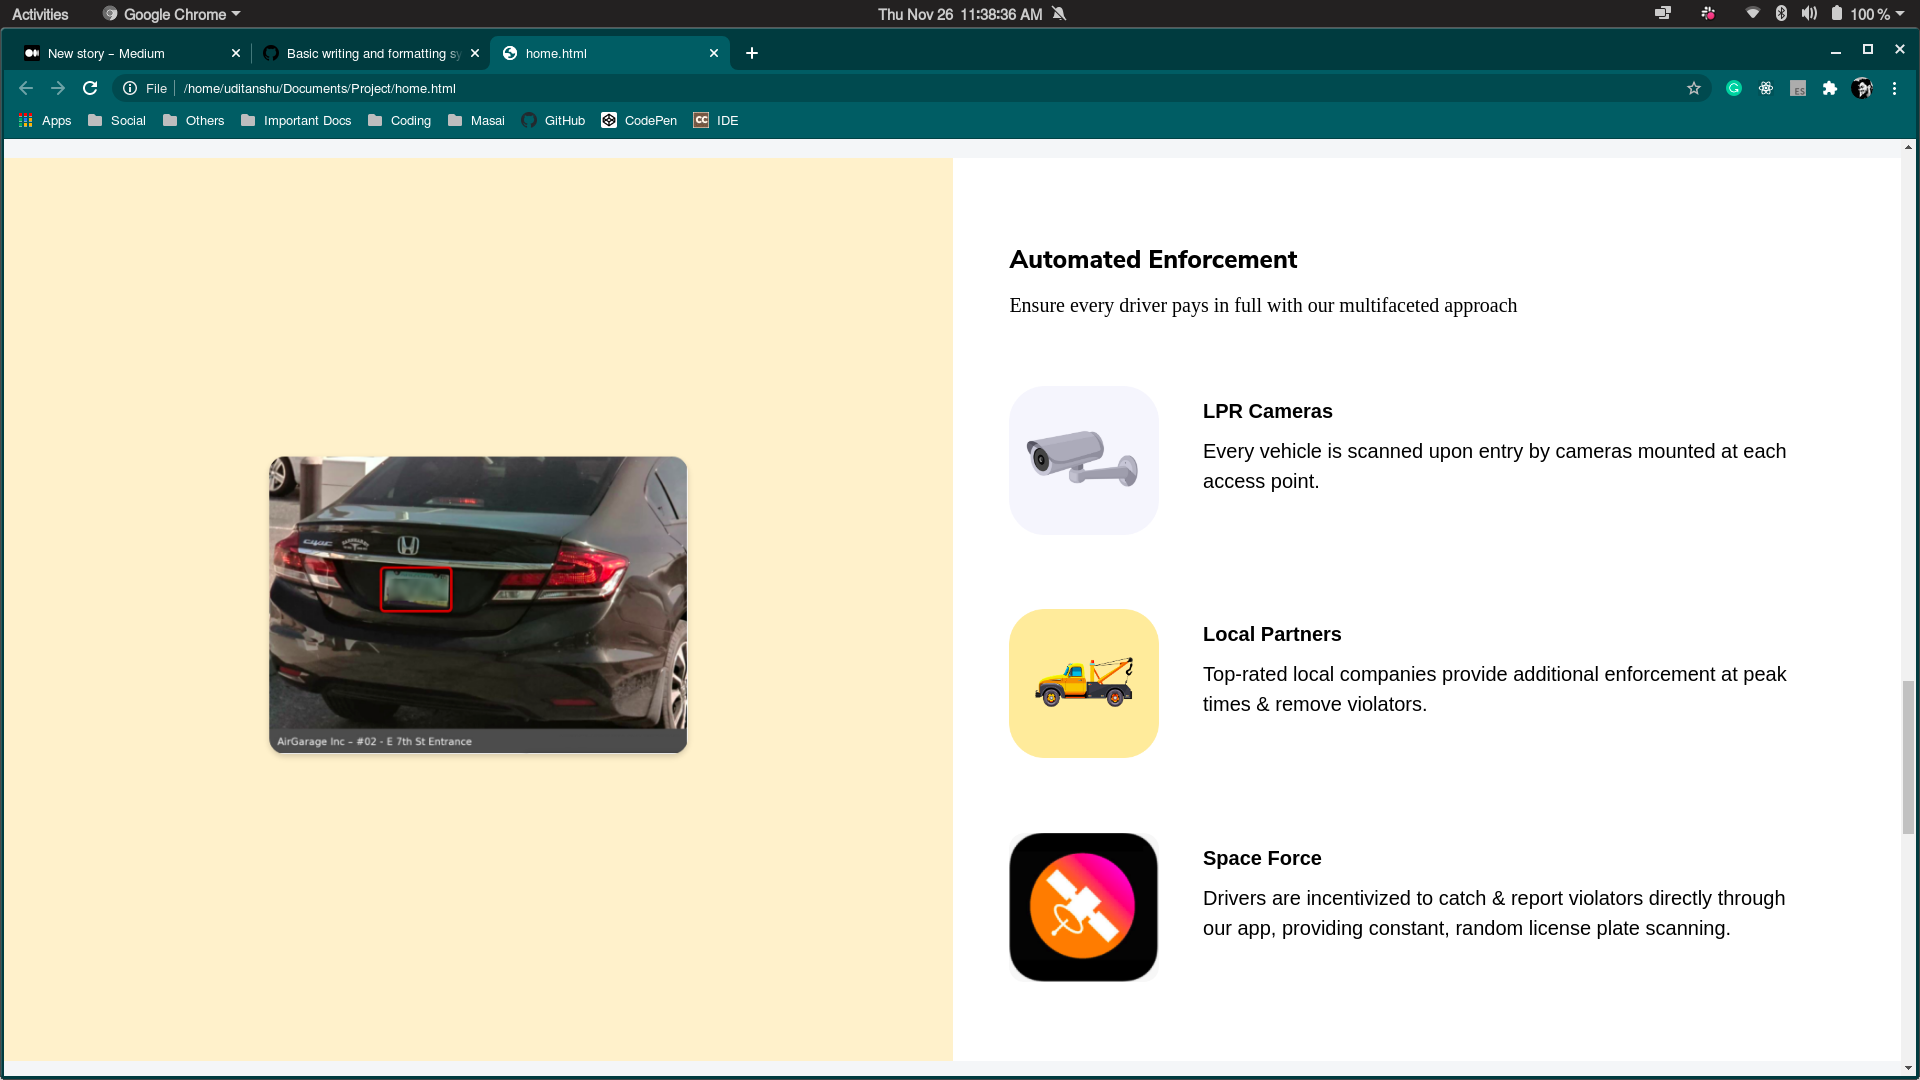 Activities
Google Chrome
Thu Nov 26 11:38:36 AM
100 %
New story – Medium
Basic writing and formatting sy
home.html
File
/home/uditanshu/Documents/Project/home.html
Apps
Social
Others
Important Docs
Coding
Masai
GitHub
CodePen
CC
IDE
ES
CIVIC
AirGarage Inc – #02 - E 7th St Entrance
Automated Enforcement
Ensure every driver pays in full with our multifaceted approach
LPR Cameras
Every vehicle is scanned upon entry by cameras mounted at each
access point.
Local Partners
Top-rated local companies provide additional enforcement at peak
times & remove violators.
Space Force
Drivers are incentivized to catch & report violators directly through
our app, providing constant, random license plate scanning.